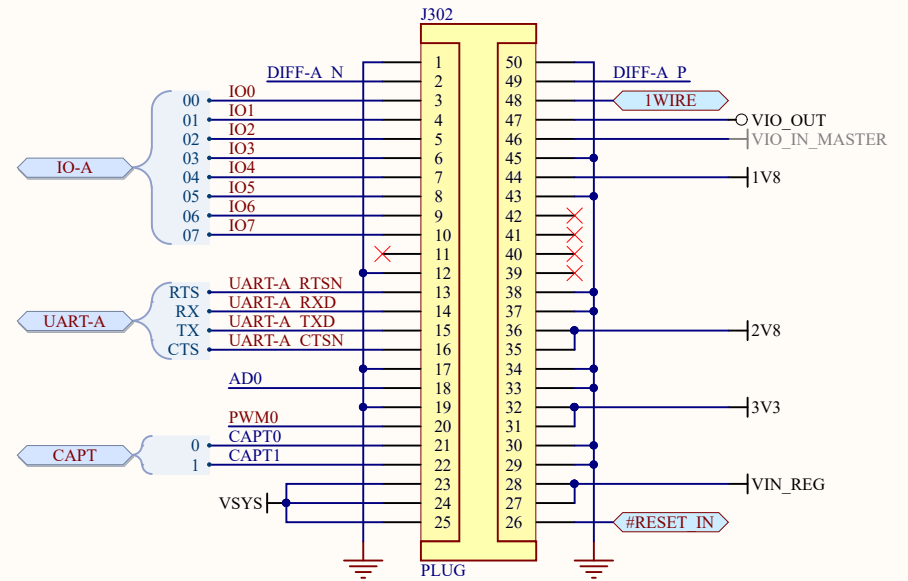 J302
1 50
DIFF-A_N 2 49 DIFF-A_P
00 IO0 3 48 1WIRE
01 IO1 4 47 VIO_OUT
02 IO2 5 46 VIO_IN_MASTER
03 IO3 6 45
IO-A 04 IO4 7 44 1V8
05 IO5 8 43
06 IO6 9 42
07 IO7 10 41
11 40
12 39
RTS UART-A_RTSN 13 38
RX UART-A_RXD 14 37
UART-A TX UART-A_TXD 15 36 2V8
CTS UART-A_CTSN 16 35
17 34
AD0 18 33
19 32 3V3
PWM0 20 31
0 CAPT0 21 30
CAPT 1 CAPT1 22 29
23 28 VIN_REG
VSYS 24 27
25 26 #RESET_IN
PLUG